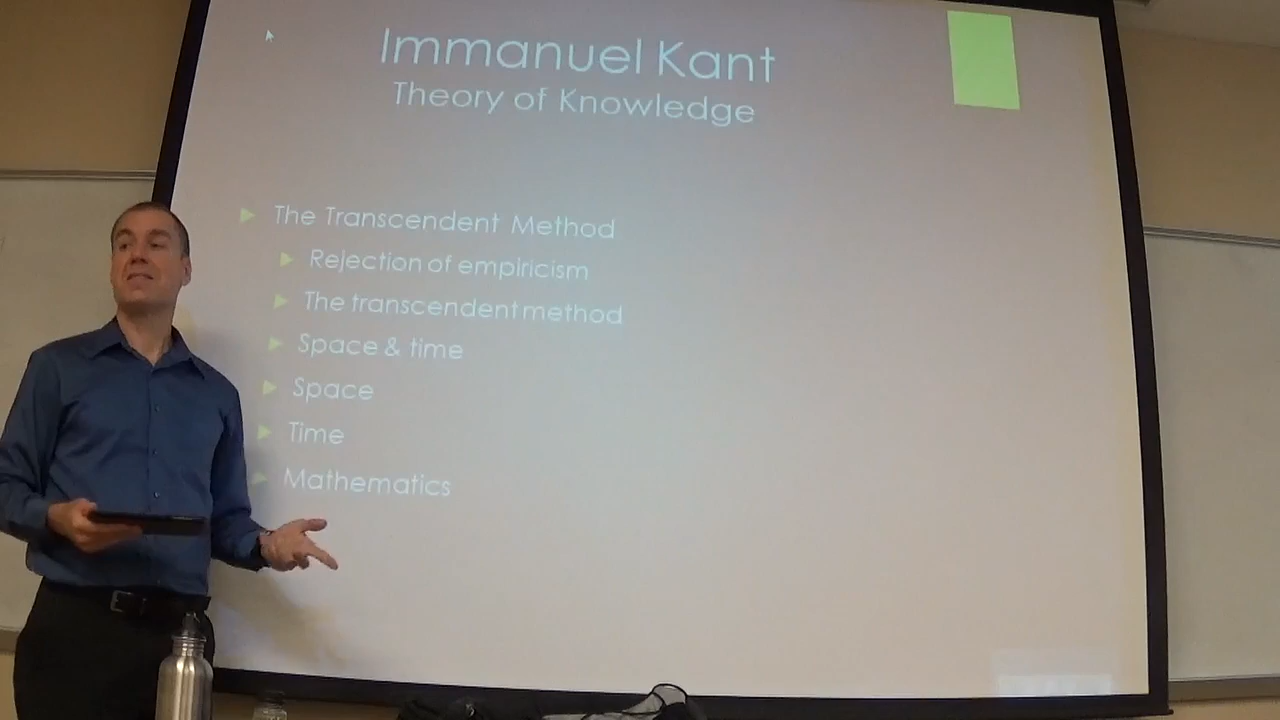 Immanuel Kant
Theory of Knowledge
The Transcendent Method
Rejection of empiricism
The transcendent method
Space & time
Space
Time
Mathematics